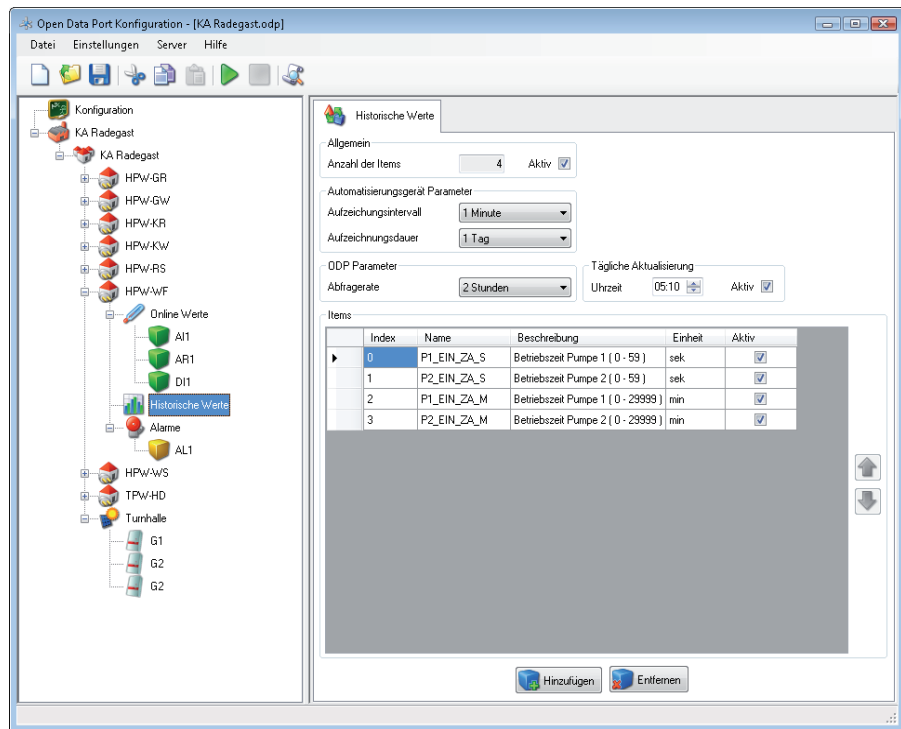 Open Data Port Konfiguration - [KA Radegast.odp]
Datei Einstellungen Server Hilfe
Konfiguration
KA Radegast
KA Radegast
HPW-GR
HPW-GW
HPW-KR
HPW-KW
HPW-RS
HPW-WF
Online Werte
AI1
AR1
DI1
Historische Werte
Alarme
AL1
HPW-WS
TPW-HD
Turnhalle
G1
G2
G2
Historische Werte
Allgemein
Anzahl der Items 4 Aktiv
Automatisierungsgerät Parameter
Aufzeichungsintervall 1 Minute
Aufzeichnungsdauer 1 Tag
ODP Parameter
Abfragerate 2 Stunden
Tägliche Aktualisierung
Uhrzeit 05:10 Aktiv
Items
Index Name Beschreibung Einheit Aktiv
0 P1_EIN_ZA_S Betriebszeit Pumpe 1 ( 0 - 59 ) sek
1 P2_EIN_ZA_S Betriebszeit Pumpe 2 ( 0 - 59 ) sek
2 P1_EIN_ZA_M Betriebszeit Pumpe 1 ( 0 - 29999 ) min
3 P2_EIN_ZA_M Betriebszeit Pumpe 2 ( 0 - 29999 ) min
Hinzufügen Entfernen